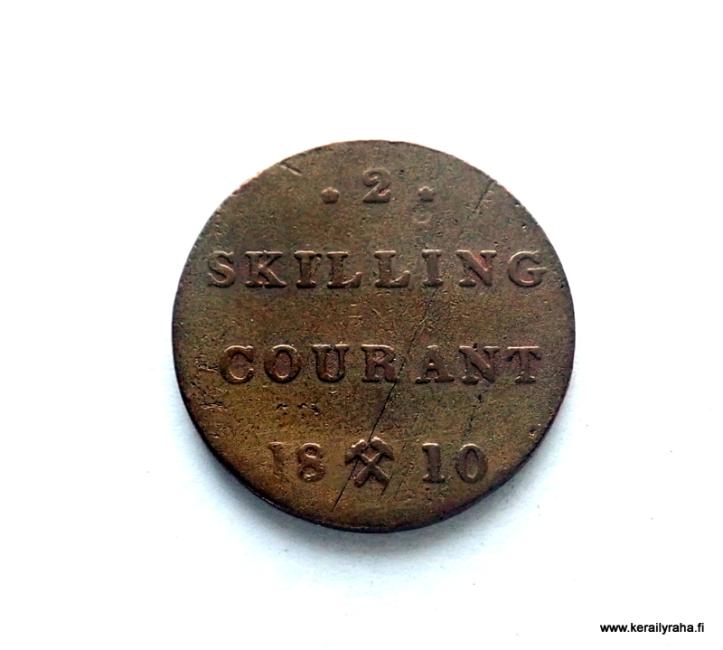 · 2 ·
SKILLING
COURANT
18 ⚒ 10
www.kerailyraha.fi